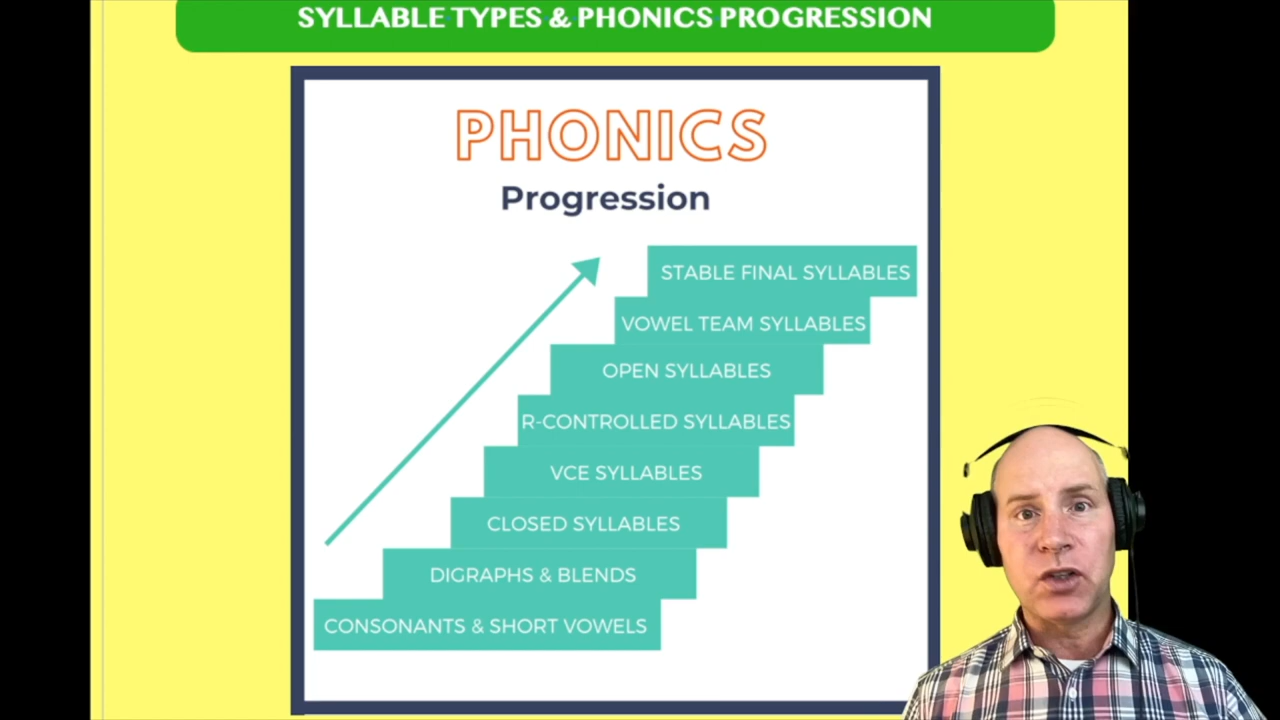 SYLLABLE TYPES & PHONICS PROGRESSION
PHONICS
Progression
STABLE FINAL SYLLABLES
VOWEL TEAM SYLLABLES
OPEN SYLLABLES
R-CONTROLLED SYLLABLES
VCE SYLLABLES
CLOSED SYLLABLES
DIGRAPHS & BLENDS
CONSONANTS & SHORT VOWELS